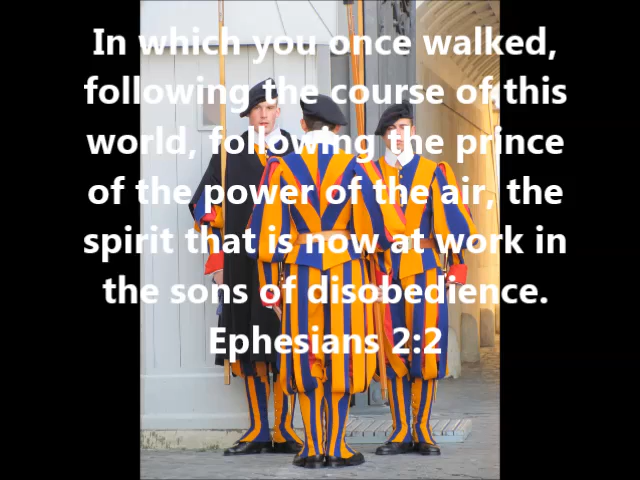 In which you once walked,
following the course of this
world, following the prince
of the power of the air, the
spirit that is now at work in
the sons of disobedience.
Ephesians 2:2